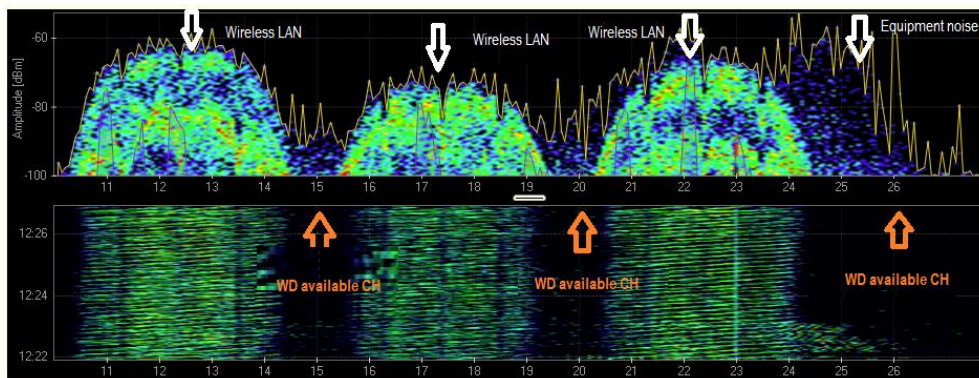 Wireless LAN
Wireless LAN
Wireless LAN
Equipment noise
Amplitude [dBm]
-60
-80
-100
11 12 13 14 15 16 17 18 19 20 21 22 23 24 25 26
12:26
12:24
12:22
WD available CH
WD available CH
WD available CH
11 12 13 14 15 16 17 18 19 20 21 22 23 24 25 26